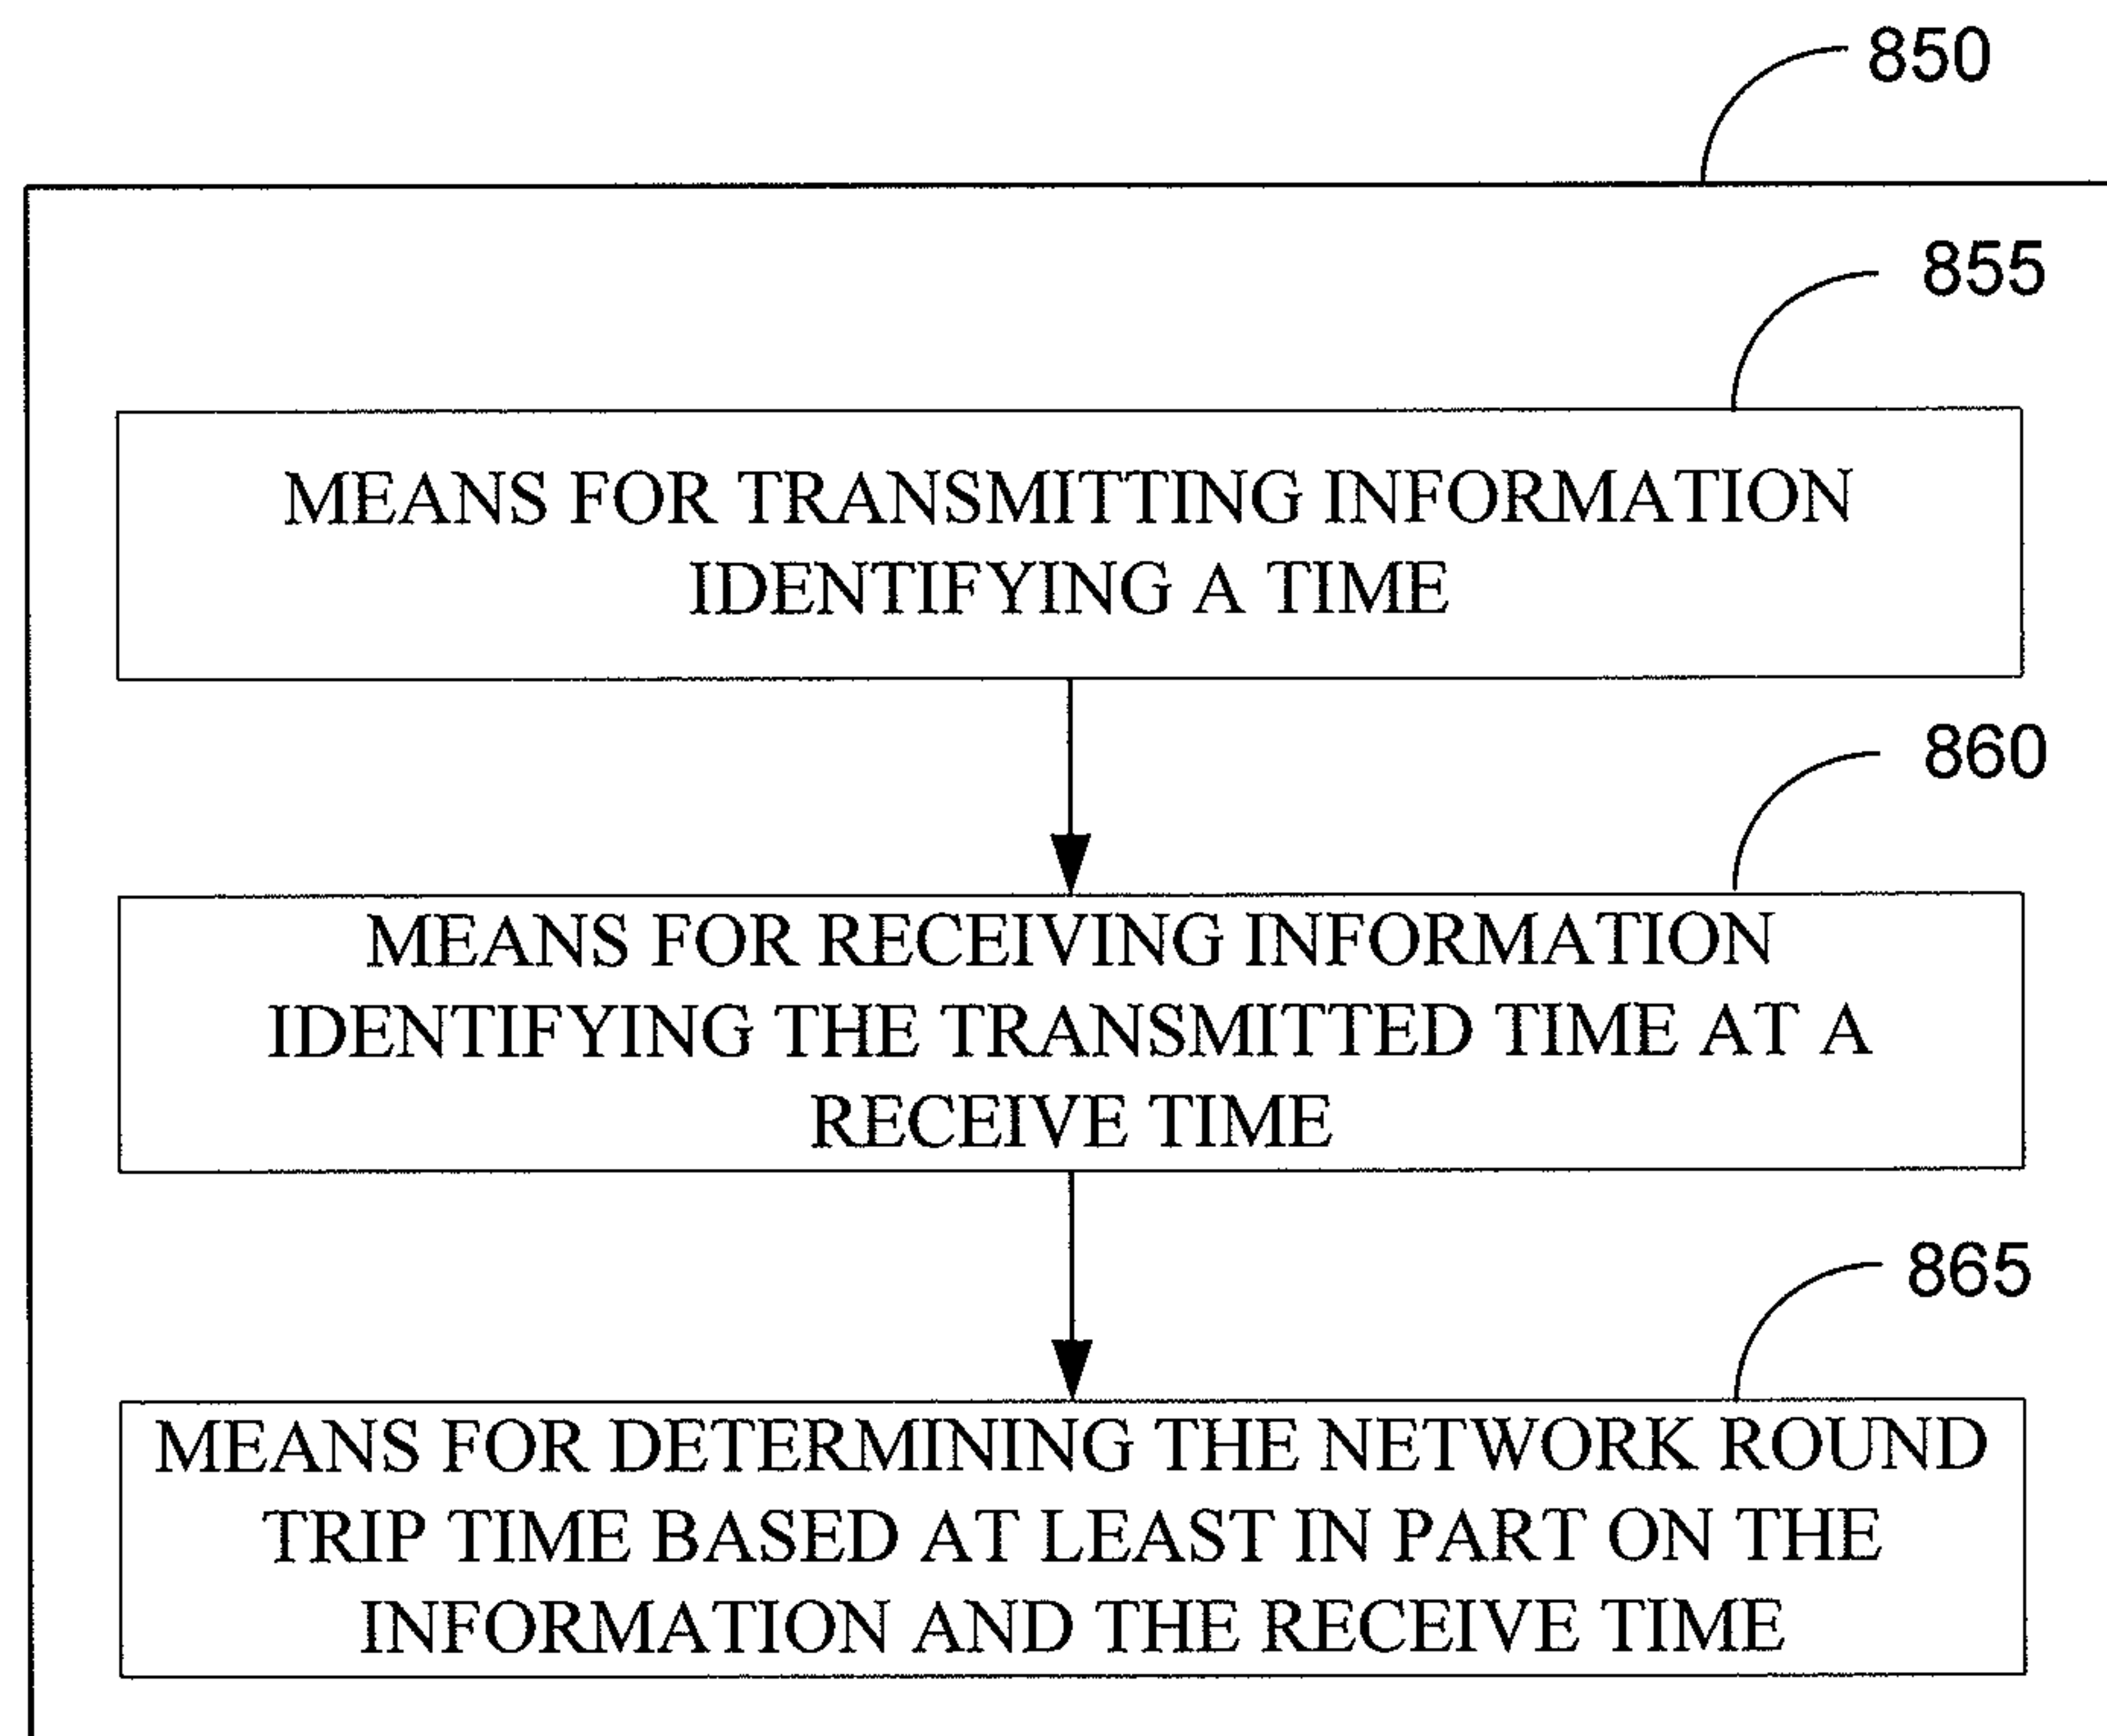 850
855
MEANS FOR TRANSMITTING INFORMATION
IDENTIFYING A TIME
860
MEANS FOR RECEIVING INFORMATION
IDENTIFYING THE TRANSMITTED TIME AT A
RECEIVE TIME
865
MEANS FOR DETERMINING THE NETWORK ROUND
TRIP TIME BASED AT LEAST IN PART ON THE
INFORMATION AND THE RECEIVE TIME